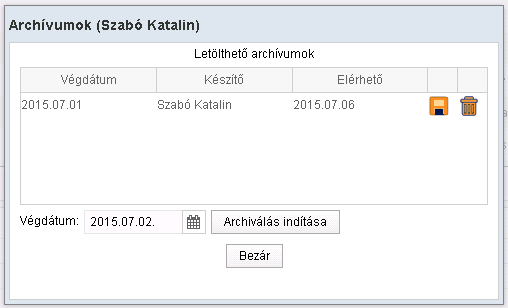 Archívumok (Szabó Katalin)
Letölthető archívumok
Végdátum Készítő Elérhető
2015.07.01 Szabó Katalin 2015.07.06
Végdátum: 2015.07.02. Archiválás indítása
Bezár